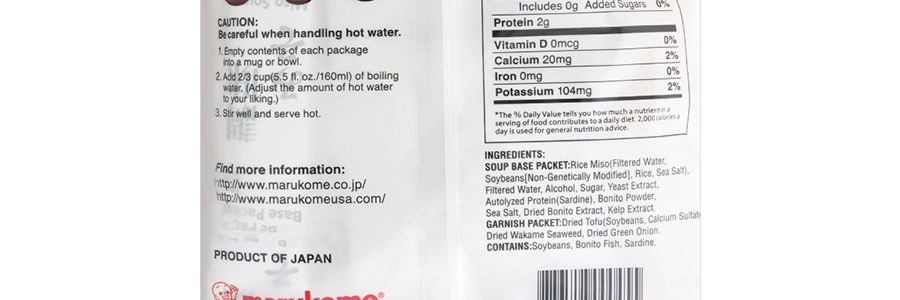 CAUTION:
Be careful when handling hot water.
1. Empty contents of each package
into a mug or bowl.
2. Add 2/3 cup(5.5 fl. oz./160ml) of boiling
water. (Adjust the amount of hot water
to your liking.)
3. Stir well and serve hot.
Find more information:
http://www.marukome.co.jp/
http://www.marukomeusa.com/
PRODUCT OF JAPAN
marukome®
Includes 0g Added Sugars 0%
Protein 2g
Vitamin D 0mcg 0%
Calcium 20mg 2%
Iron 0mg 0%
Potassium 104mg 2%
*The % Daily Value tells you how much a nutrient in a
serving of food contributes to a daily diet. 2,000 calories a
day is used for general nutrition advice.
INGREDIENTS:
SOUP BASE PACKET:Rice Miso(Filtered Water,
Soybeans[Non-Genetically Modified], Rice, Sea Salt),
Filtered Water, Alcohol, Sugar, Yeast Extract,
Autolyzed Protein(Sardine), Bonito Powder,
Sea Salt, Dried Bonito Extract, Kelp Extract.
GARNISH PACKET:Dried Tofu(Soybeans, Calcium Sulfate
Dried Wakame Seaweed, Dried Green Onion.
CONTAINS:Soybeans, Bonito Fish, Sardine.